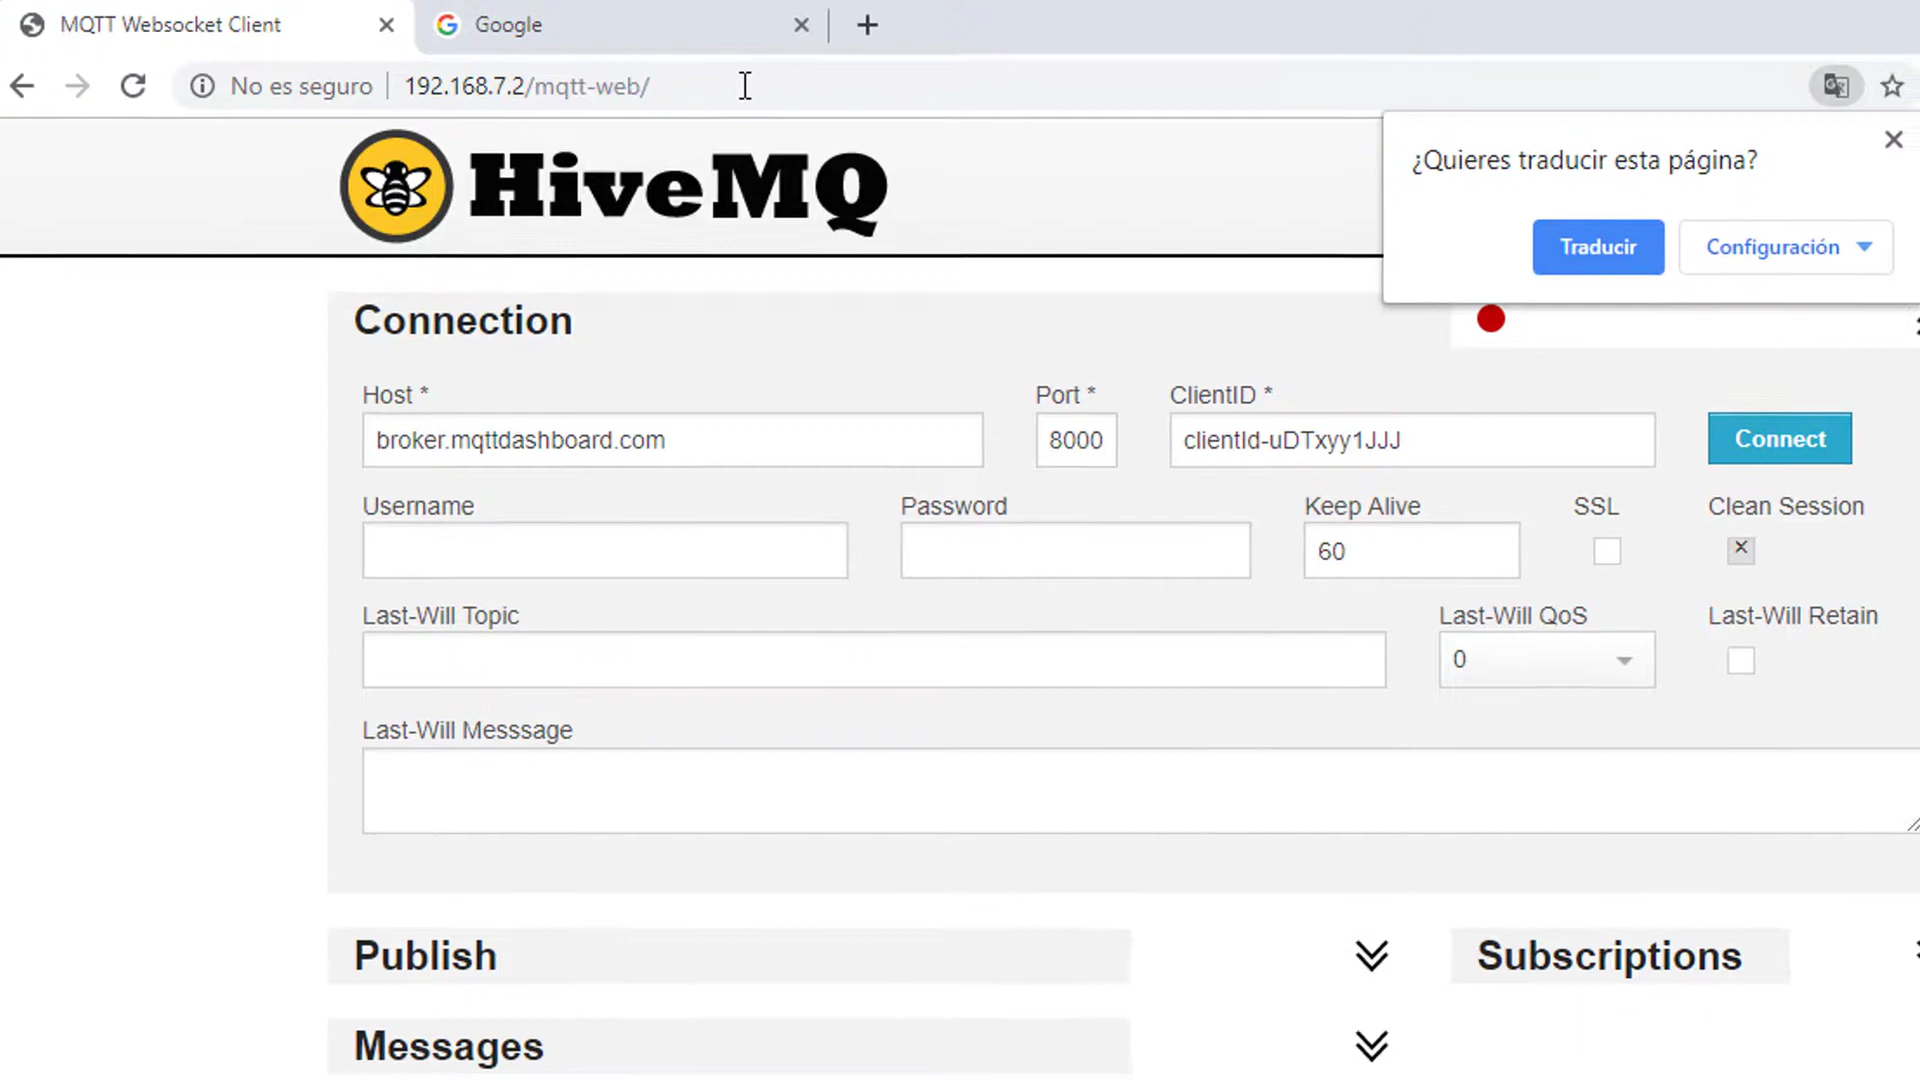 MQTT Websocket Client
Google
No es seguro
192.168.7.2/mqtt-web/
HiveMQ
¿Quieres traducir esta página?
Traducir
Configuración
Connection
Host *
Port *
ClientID *
broker.mqttdashboard.com
8000
clientId-uDTxyy1JJJ
Connect
Username
Password
Keep Alive
SSL
Clean Session
60
Last-Will Topic
Last-Will QoS
Last-Will Retain
0
Last-Will Messsage
Publish
Subscriptions
Messages